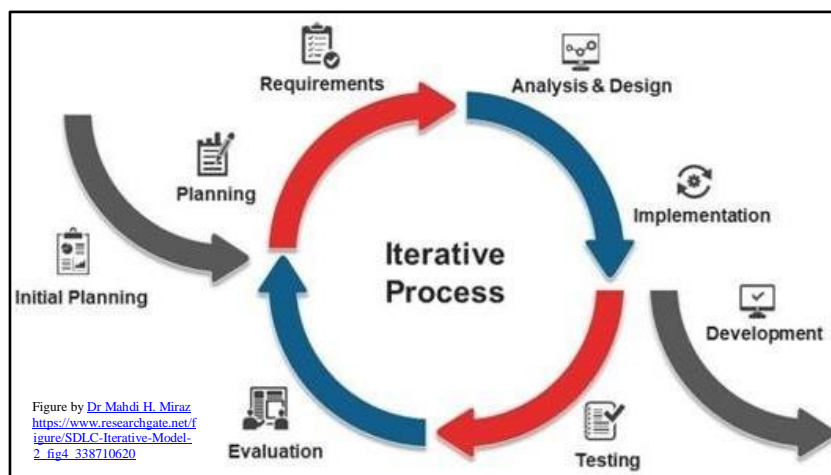 Requirements
Analysis & Design
Planning
Implementation
Initial Planning
Iterative
Process
Development
Evaluation
Testing
Figure by Dr Mahdi H. Miraz
https://www.researchgate.net/f
igure/SDLC-Iterative-Model-
2_fig4_338710620